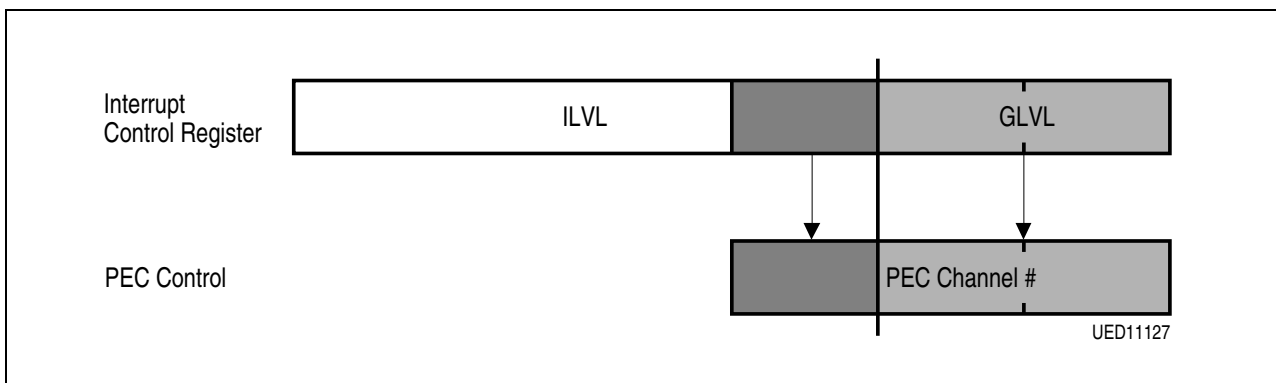 Interrupt
Control Register
ILVL
GLVL
PEC Control
PEC Channel #
UED11127